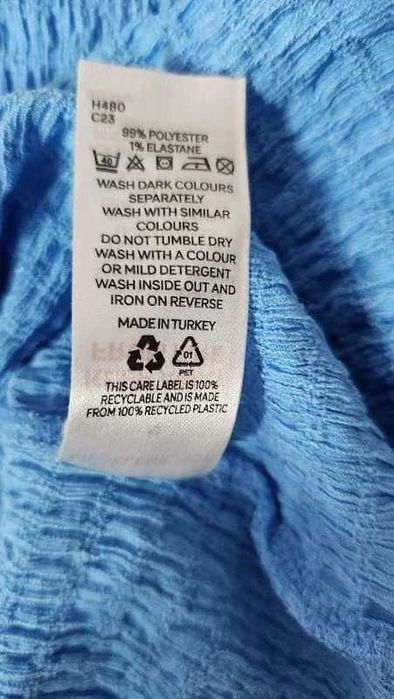 H480
C23
99% POLYESTER
1% ELASTANE
40
WASH DARK COLOURS
SEPARATELY
WASH WITH SIMILAR
COLOURS
DO NOT TUMBLE DRY
WASH WITH A COLOUR
OR MILD DETERGENT
WASH INSIDE OUT AND
IRON ON REVERSE
MADE IN TURKEY
01
PET
THIS CARE LABEL IS 100%
RECYCLABLE AND IS MADE
FROM 100% RECYCLED PLASTIC